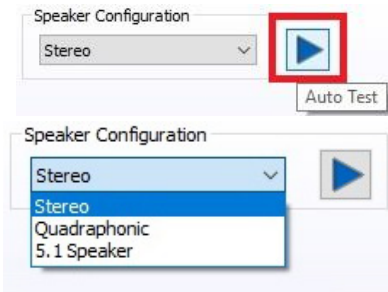 Speaker Configuration
Stereo
Auto Test
Speaker Configuration
Stereo
Stereo
Quadraphonic
5.1 Speaker